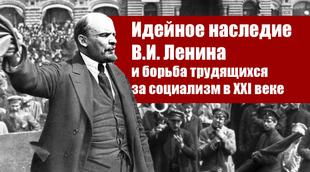 Идейное наследие
В.И. Ленина
и борьба трудящихся
за социализм в XXI веке